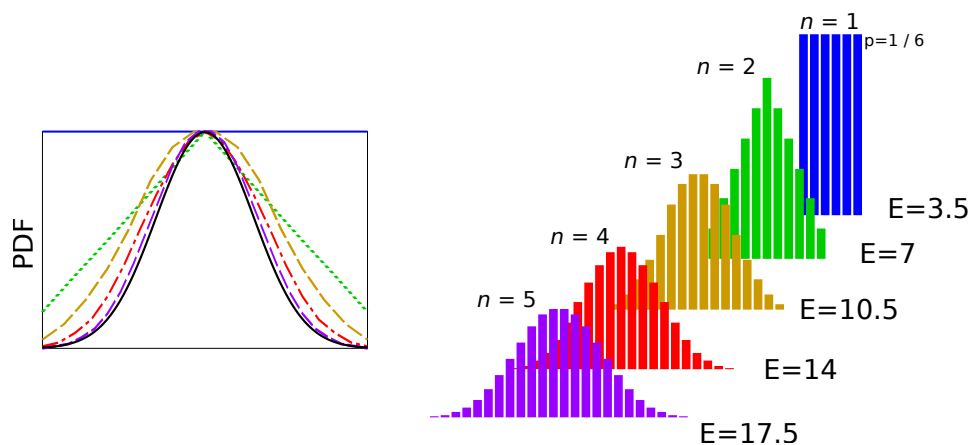 PDF
n = 1
p=1 / 6
n = 2
n = 3
E=3.5
n = 4
E=7
n = 5
E=10.5
E=14
E=17.5